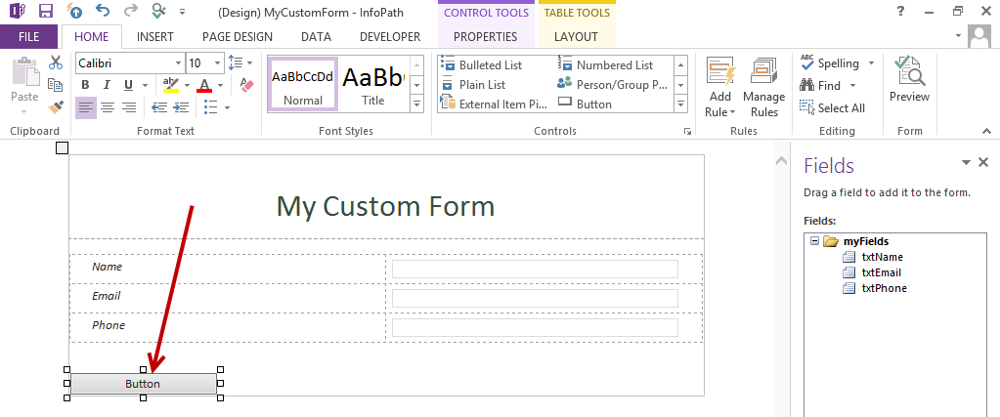 (Design) MyCustomForm - InfoPath
CONTROL TOOLS
TABLE TOOLS
?
FILE
HOME
INSERT
PAGE DESIGN
DATA
DEVELOPER
PROPERTIES
LAYOUT
Paste
Clipboard
Calibri
10
B I U
Format Text
AaBbCcDd
Normal
AaBb
Title
Font Styles
Bulleted List
Numbered List
Plain List
Person/Group P...
External Item Pi...
Button
Controls
Add
Rule
Manage
Rules
Rules
ABC
Spelling
Find
Select All
Editing
Preview
Form
My Custom Form
Name
Email
Phone
Button
Fields
Drag a field to add it to the form.
Fields:
myFields
txtName
txtEmail
txtPhone